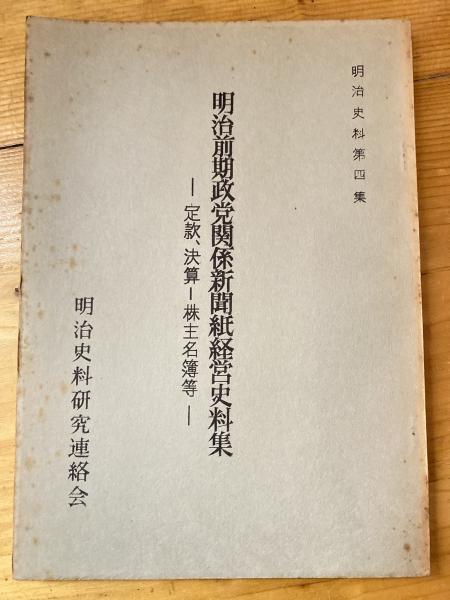 明治史料第四集
明治前期政党関係新聞紙経営史料集
―定款、決算―株主名簿等―
明治史料研究連絡会